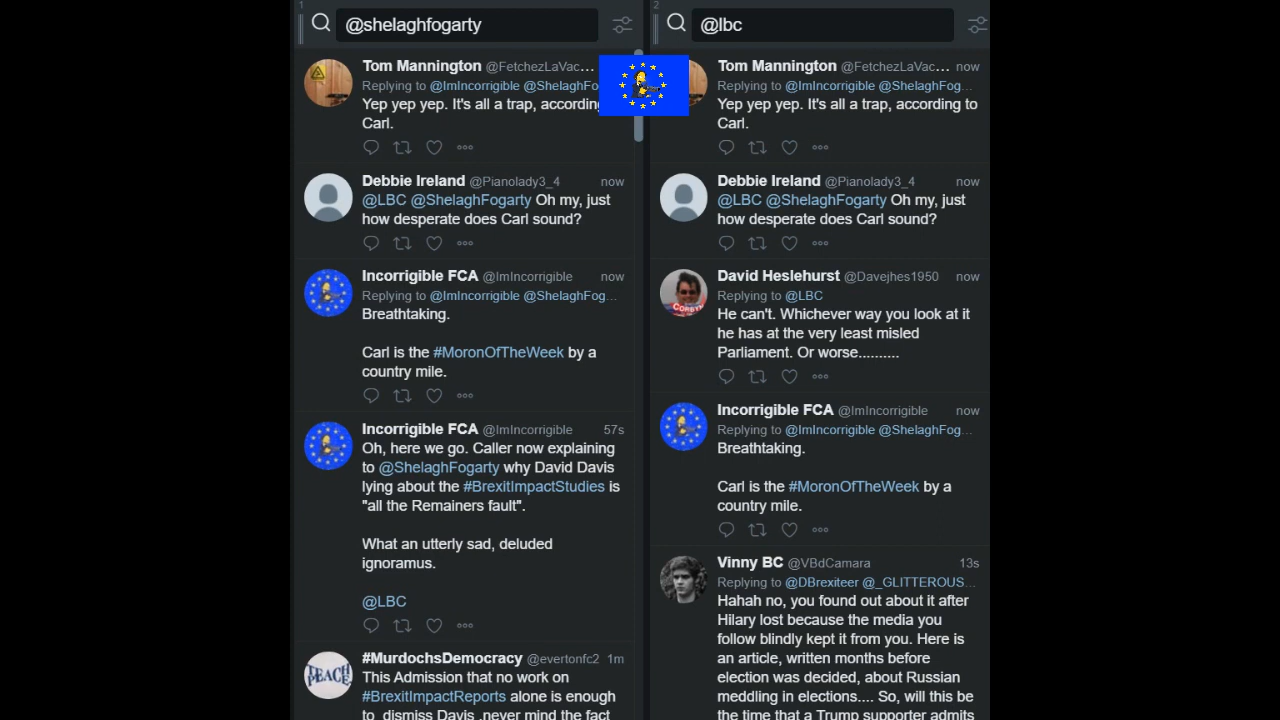 1
@shelaghfogarty
Tom Mannington @FetchezLaVac...
Replying to @ImIncorrigible @ShelaghFo
Yep yep yep. It's all a trap, according
Carl.
Debbie Ireland @Pianolady3_4 now
@LBC @ShelaghFogarty Oh my, just
how desperate does Carl sound?
Incorrigible FCA @ImIncorrigible now
Replying to @ImIncorrigible @ShelaghFog...
Breathtaking.
Carl is the #MoronOfTheWeek by a
country mile.
Incorrigible FCA @ImIncorrigible 57s
Oh, here we go. Caller now explaining
to @ShelaghFogarty why David Davis
lying about the #BrexitImpactStudies is
"all the Remainers fault".
What an utterly sad, deluded
ignoramus.
@LBC
TEACH
#MurdochsDemocracy @evertonfc2 1m
This Admission that no work on
#BrexitImpactReports alone is enough
to dismiss Davis ,never mind the fact
2
@lbc
Tom Mannington @FetchezLaVac... now
Replying to @ImIncorrigible @ShelaghFog...
Yep yep yep. It's all a trap, according to
Carl.
Debbie Ireland @Pianolady3_4 now
@LBC @ShelaghFogarty Oh my, just
how desperate does Carl sound?
CORBYN
David Heslehurst @Davejhes1950 now
Replying to @LBC
He can't. Whichever way you look at it
he has at the very least misled
Parliament. Or worse..........
Incorrigible FCA @ImIncorrigible now
Replying to @ImIncorrigible @ShelaghFog...
Breathtaking.
Carl is the #MoronOfTheWeek by a
country mile.
Vinny BC @VBdCamara 13s
Replying to @DBrexiteer @_GLITTEROUS...
Hahah no, you found out about it after
Hilary lost because the media you
follow blindly kept it from you. Here is
an article, written months before
election was decided, about Russian
meddling in elections.... So, will this be
the time that a Trump supporter admits